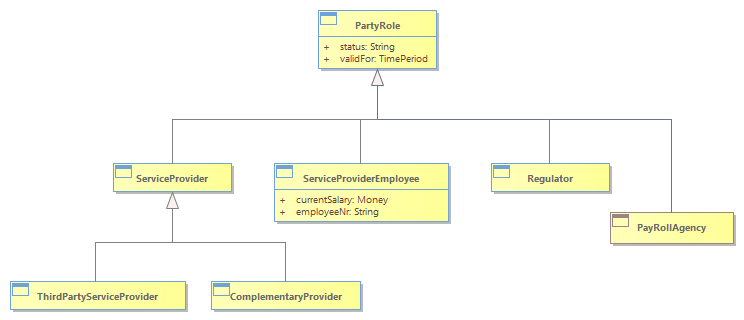 PartyRole
+ status: String
+ validFor: TimePeriod
ServiceProvider
ServiceProviderEmployee
+ currentSalary: Money
+ employeeNr: String
Regulator
PayRollAgency
ThirdPartyServiceProvider
ComplementaryProvider